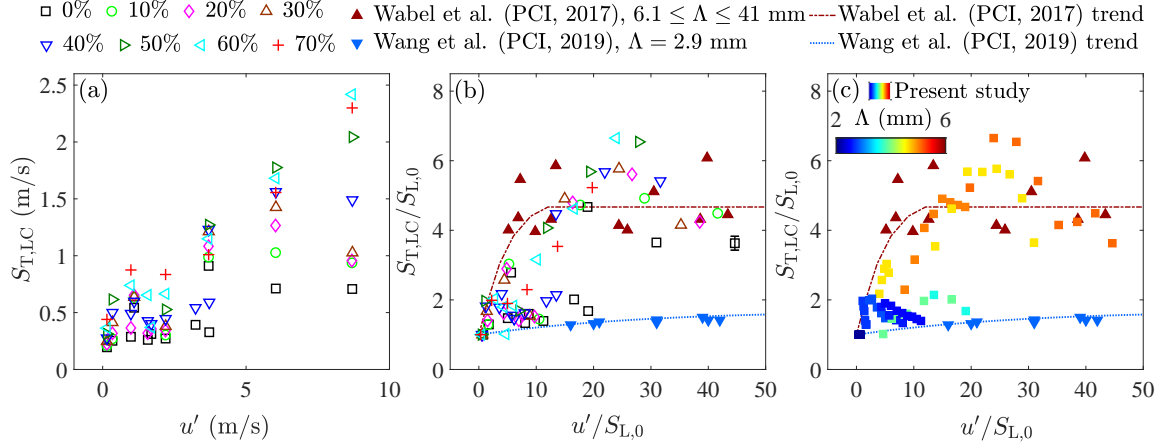 0% 10% 20% 30% Wabel et al. (PCI, 2017), 6.1 ≤ Λ ≤ 41 mm Wabel et al. (PCI, 2017) trend
40% 50% 60% 70% Wang et al. (PCI, 2019), Λ = 2.9 mm Wang et al. (PCI, 2019) trend
(a)
2.5
2
1.5
1
0.5
0
0 5 10
S_T,LC (m/s)
u′ (m/s)
(b)
8
6
4
2
0
0 10 20 30 40 50
S_T,LC/S_L,0
u′/S_L,0
(c)
Present study
Λ (mm)
2 6
8
6
4
2
0
0 10 20 30 40 50
S_T,LC/S_L,0
u′/S_L,0